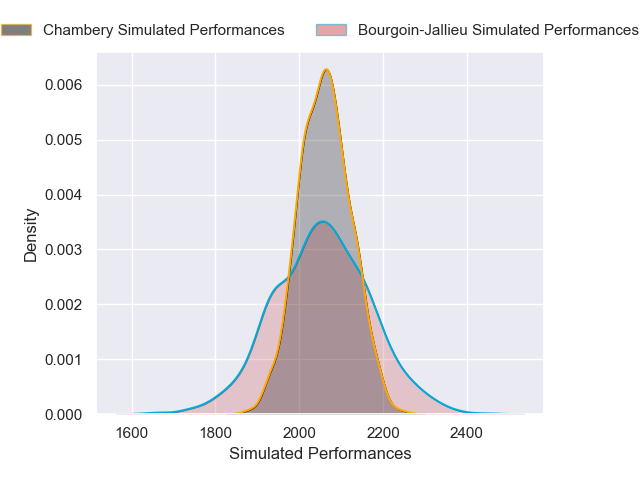 Chambery Simulated Performances Bourgoin-Jallieu Simulated Performances
0.006
0.005
0.004
0.003
0.002
0.001
0.000
Density
1600 1800 2000 2200 2400
Simulated Performances